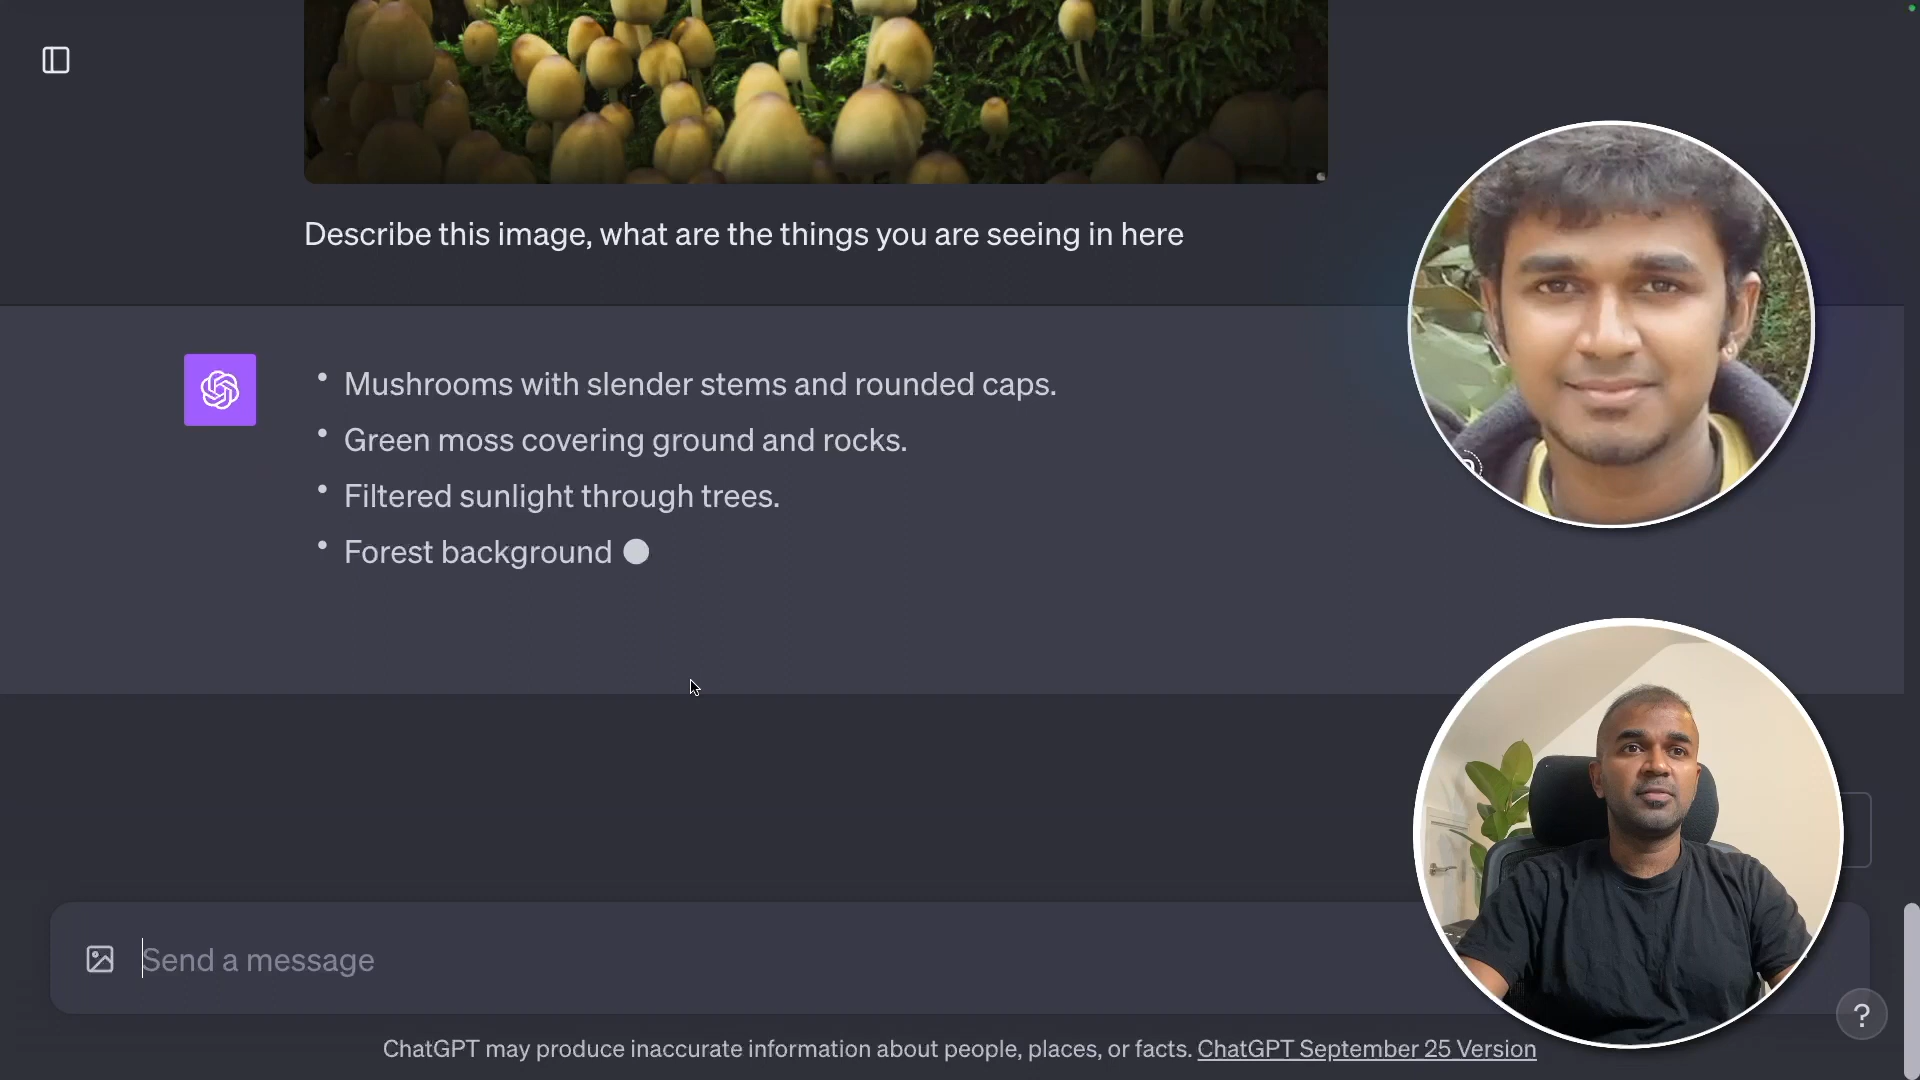 Describe this image, what are the things you are seeing in here
• Mushrooms with slender stems and rounded caps.
• Green moss covering ground and rocks.
• Filtered sunlight through trees.
• Forest background
Send a message
?
ChatGPT may produce inaccurate information about people, places, or facts. ChatGPT September 25 Version